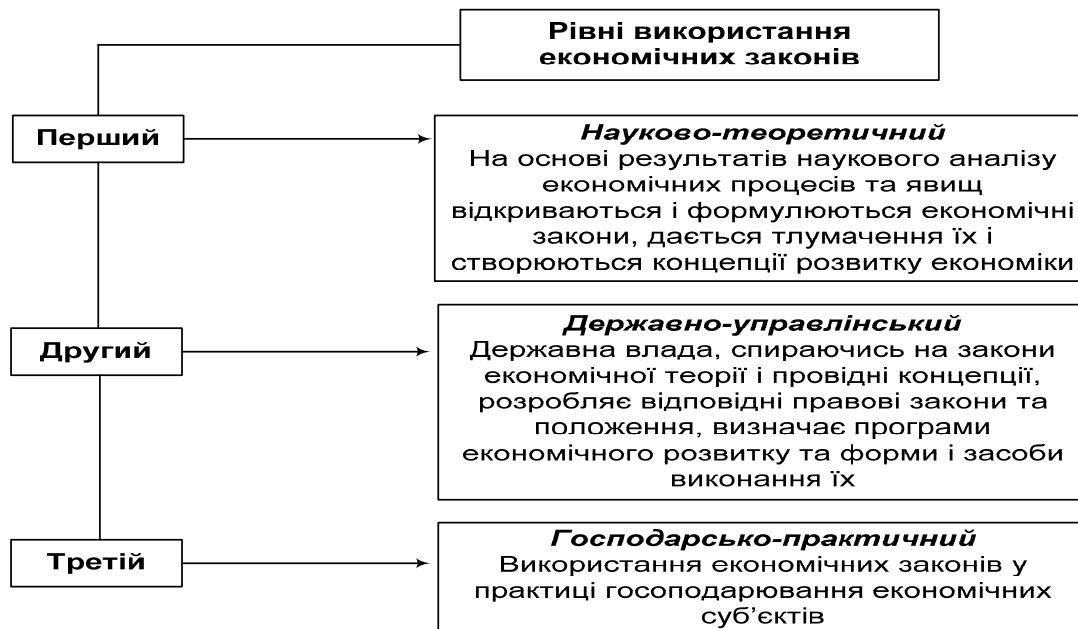 Рівні використання
економічних законів
Перший
Науково-теоретичний
На основі результатів наукового аналізу
економічних процесів та явищ
відкриваються і формулюються економічні
закони, дається тлумачення їх і
створюються концепції розвитку економіки
Другий
Державно-управлінський
Державна влада, спираючись на закони
економічної теорії і провідні концепції,
розробляє відповідні правові закони та
положення, визначає програми
економічного розвитку та форми і засоби
виконання їх
Третій
Господарсько-практичний
Використання економічних законів у
практиці госоподарювання економічних
суб’єктів